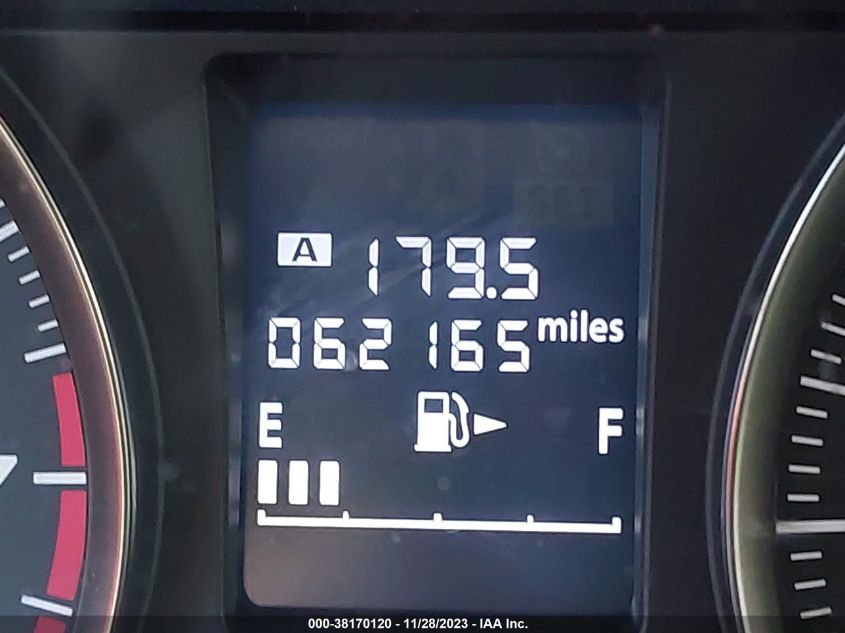 A 179.5
062165 miles
E F
000-38170120 - 11/28/2023 - IAA Inc.